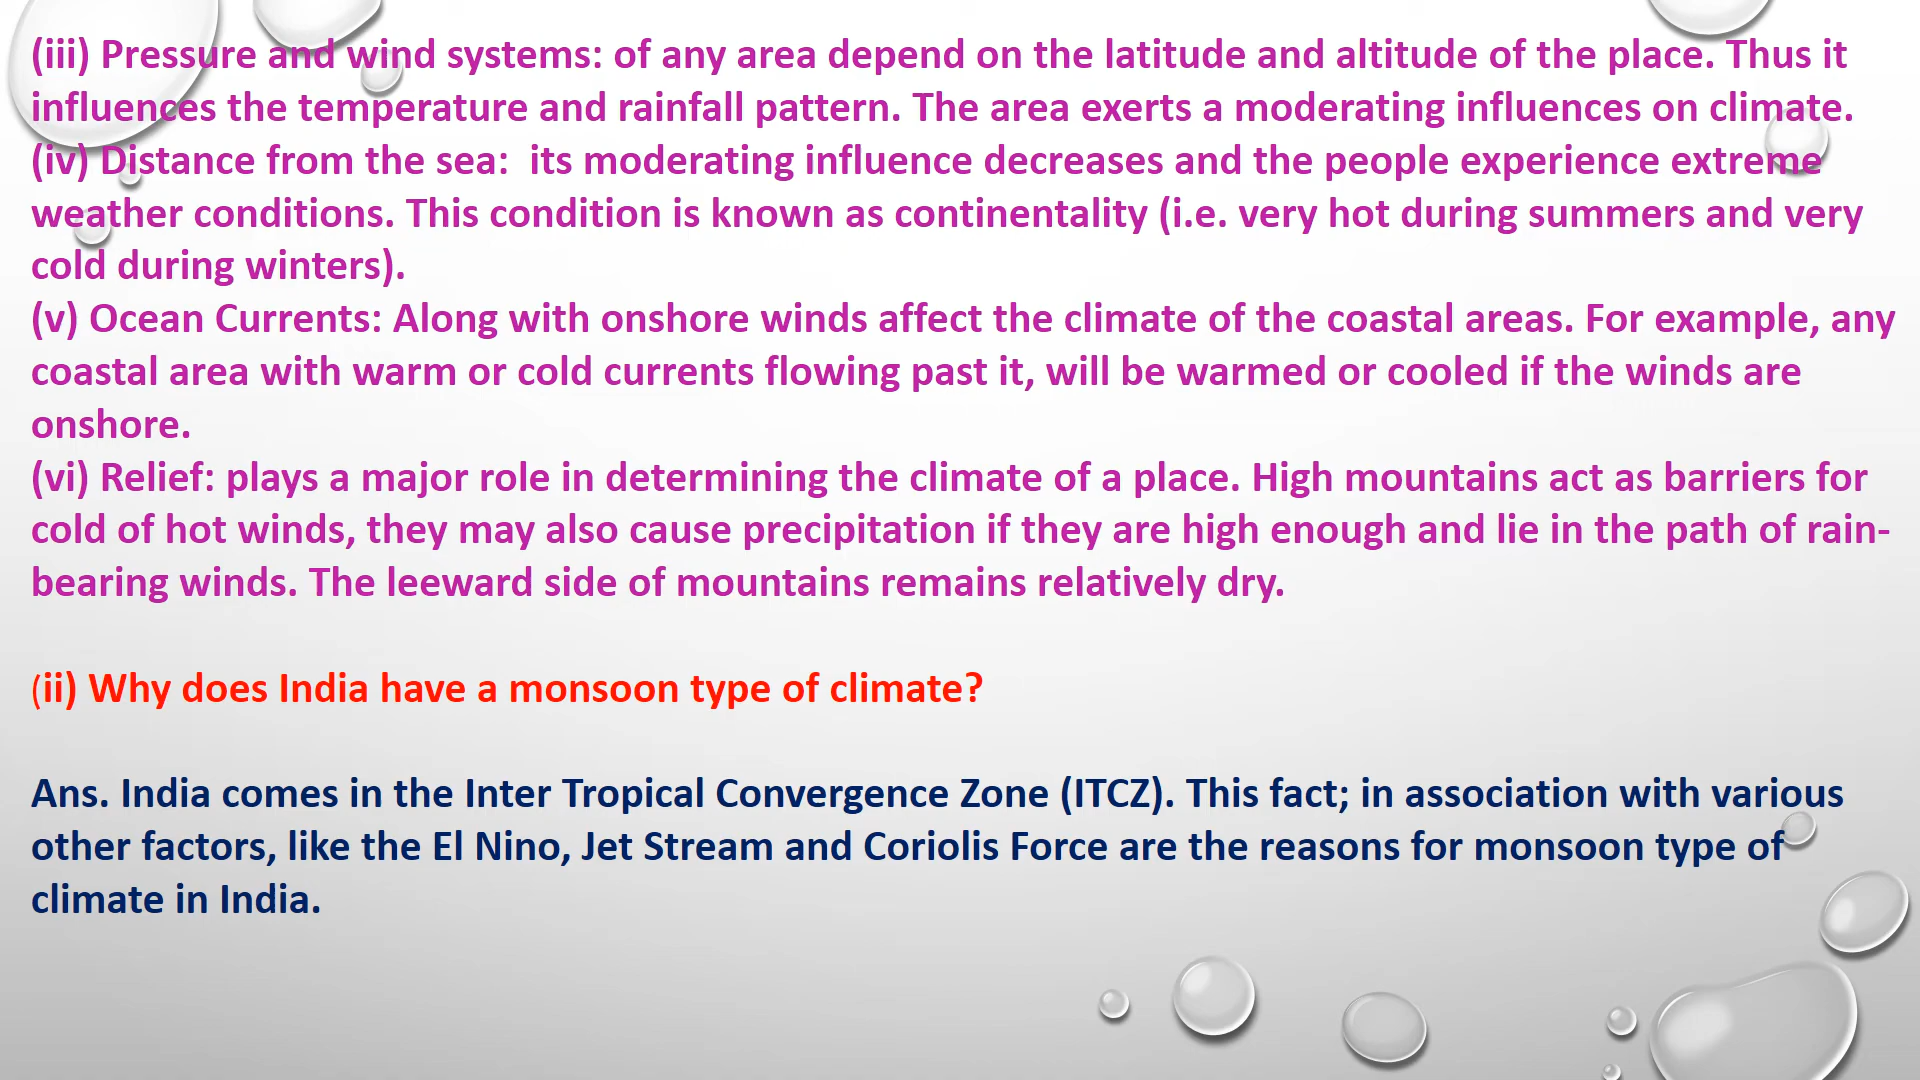 (iii) Pressure and wind systems: of any area depend on the latitude and altitude of the place. Thus it
influences the temperature and rainfall pattern. The area exerts a moderating influences on climate.
(iv) Distance from the sea:  its moderating influence decreases and the people experience extreme
weather conditions. This condition is known as continentality (i.e. very hot during summers and very
cold during winters).
(v) Ocean Currents: Along with onshore winds affect the climate of the coastal areas. For example, any
coastal area with warm or cold currents flowing past it, will be warmed or cooled if the winds are
onshore.
(vi) Relief: plays a major role in determining the climate of a place. High mountains act as barriers for
cold of hot winds, they may also cause precipitation if they are high enough and lie in the path of rain-
bearing winds. The leeward side of mountains remains relatively dry.
(ii) Why does India have a monsoon type of climate?
Ans. India comes in the Inter Tropical Convergence Zone (ITCZ). This fact; in association with various
other factors, like the El Nino, Jet Stream and Coriolis Force are the reasons for monsoon type of
climate in India.